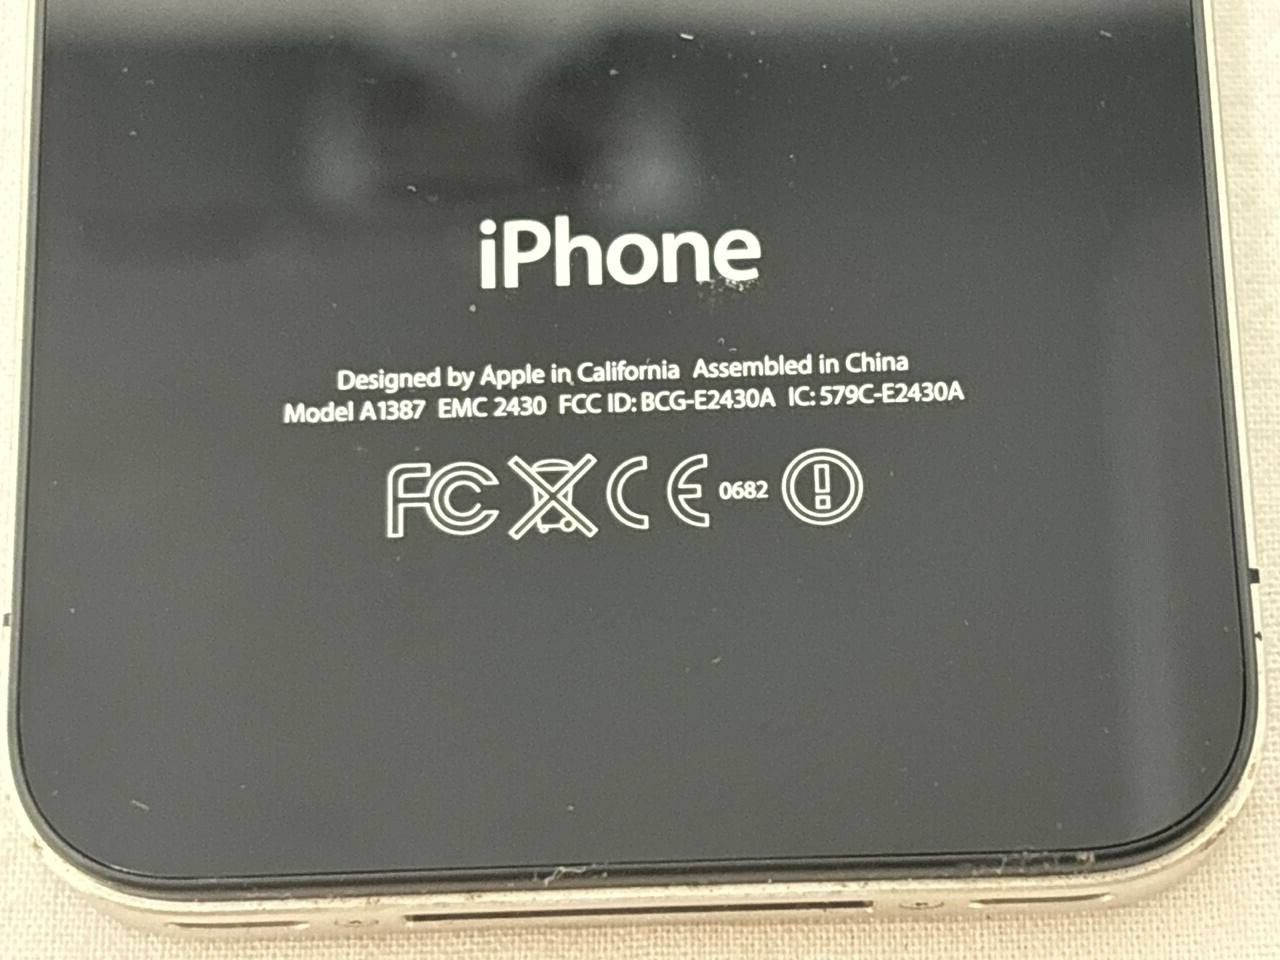 iPhone
Designed by Apple in California Assembled in China
Model A1387 EMC 2430 FCC ID: BCG-E2430A IC: 579C-E2430A
FC CE 0682